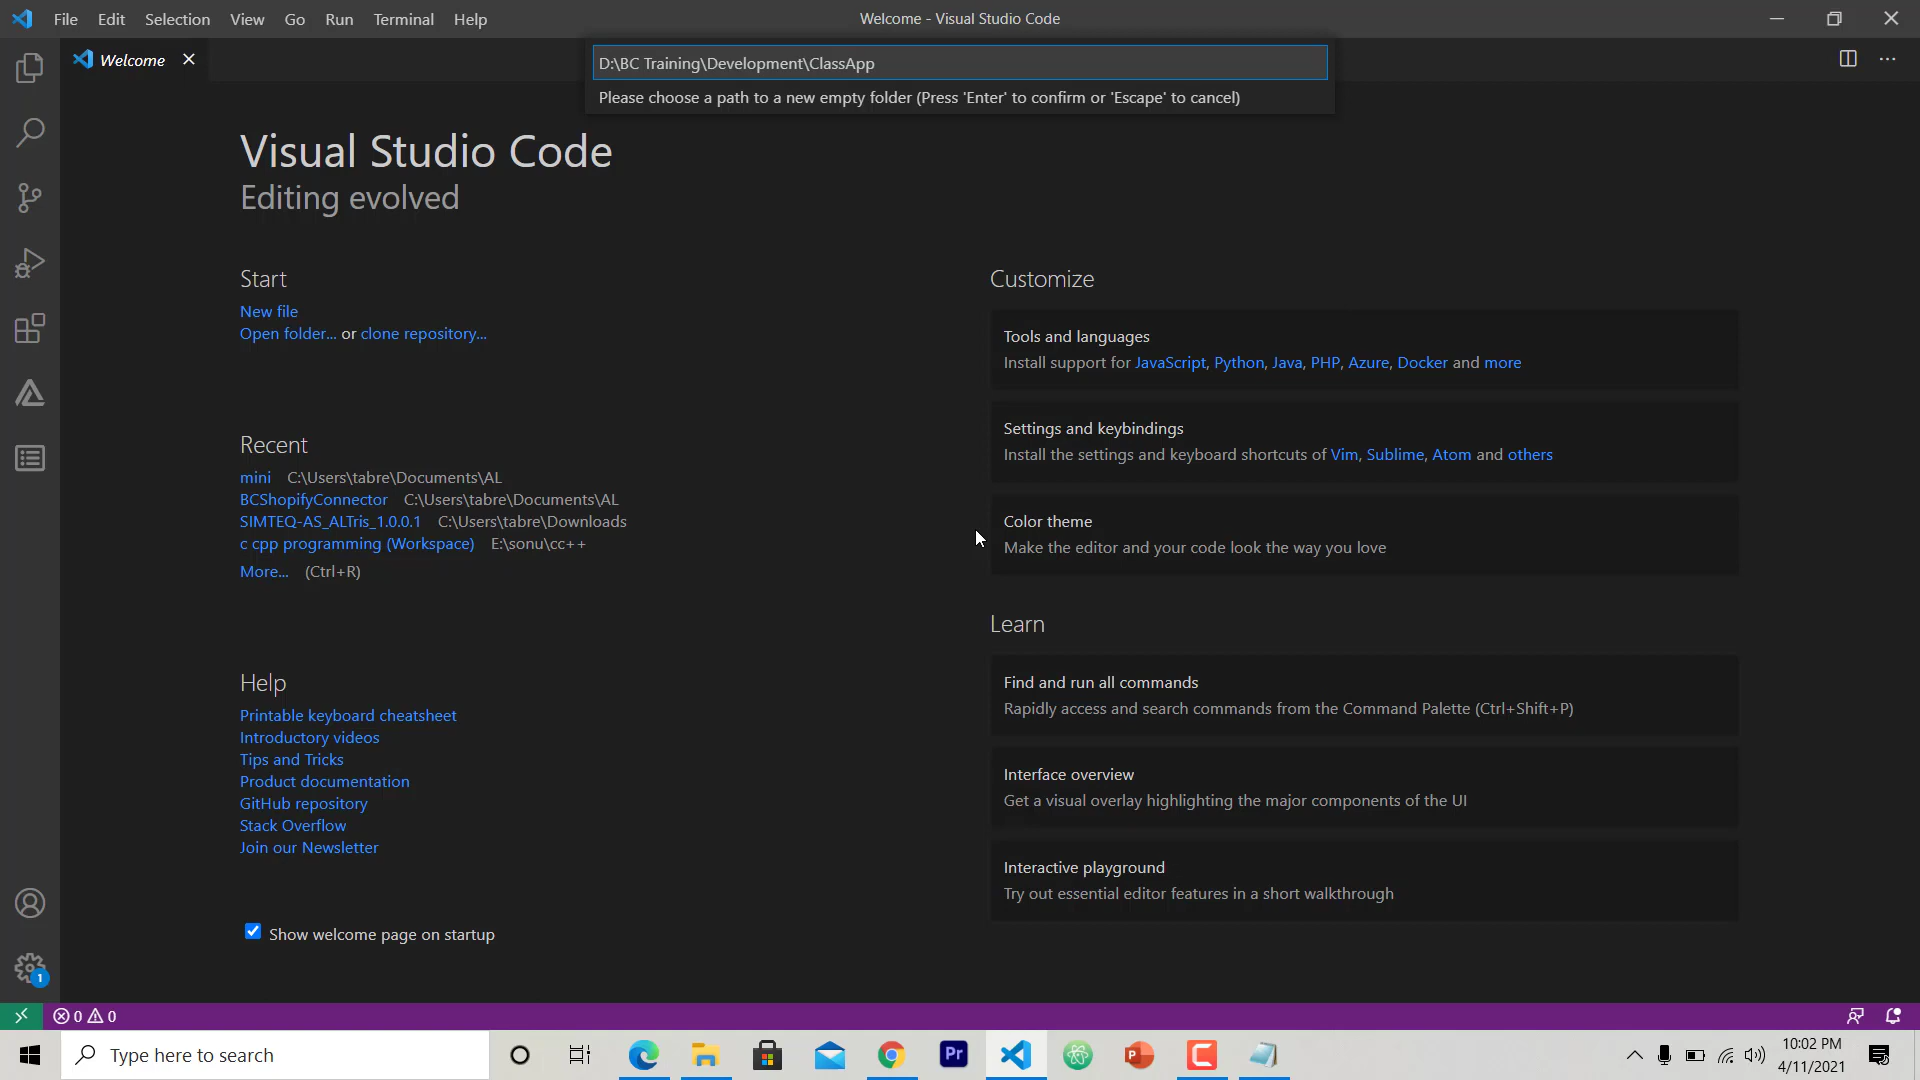 File Edit Selection View Go Run Terminal Help
Welcome - Visual Studio Code
Welcome
D:\BC Training\Development\ClassApp
Please choose a path to a new empty folder (Press 'Enter' to confirm or 'Escape' to cancel)
Visual Studio Code
Editing evolved
Start
New file
Open folder... or clone repository...
Recent
mini C:\Users\tabre\Documents\AL
BCShopifyConnector C:\Users\tabre\Documents\AL
SIMTEQ-AS_ALTris_1.0.0.1 C:\Users\tabre\Downloads
c cpp programming (Workspace) E:\sonu\cc++
More... (Ctrl+R)
Help
Printable keyboard cheatsheet
Introductory videos
Tips and Tricks
Product documentation
GitHub repository
Stack Overflow
Join our Newsletter
Show welcome page on startup
Customize
Tools and languages
Install support for JavaScript, Python, Java, PHP, Azure, Docker and more
Settings and keybindings
Install the settings and keyboard shortcuts of Vim, Sublime, Atom and others
Color theme
Make the editor and your code look the way you love
Learn
Find and run all commands
Rapidly access and search commands from the Command Palette (Ctrl+Shift+P)
Interface overview
Get a visual overlay highlighting the major components of the UI
Interactive playground
Try out essential editor features in a short walkthrough
1
0 0
Type here to search
Pr
P
10:02 PM
4/11/2021